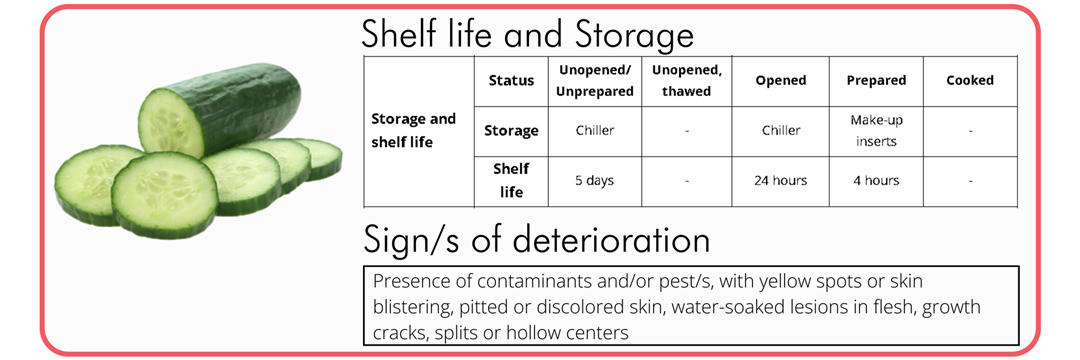 Shelf life and Storage
Storage and shelf life
Status
Unopened/ Unprepared
Unopened, thawed
Opened
Prepared
Cooked
Storage
Chiller
-
Chiller
Make-up inserts
-
Shelf life
5 days
-
24 hours
4 hours
-
Sign/s of deterioration
Presence of contaminants and/or pest/s, with yellow spots or skin
blistering, pitted or discolored skin, water-soaked lesions in flesh, growth
cracks, splits or hollow centers